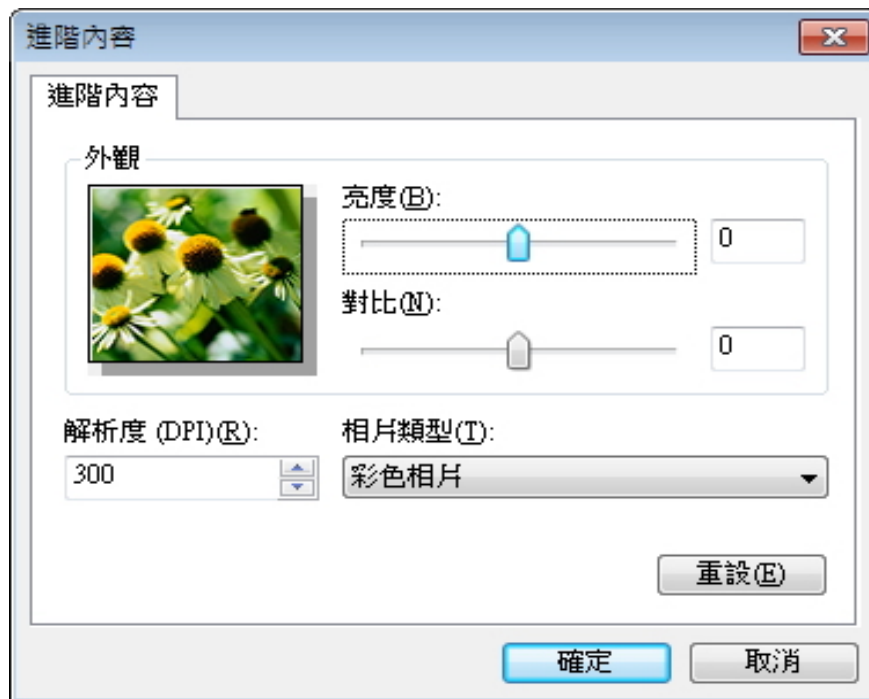 進階內容
進階內容
外觀
亮度(B):
0
對比(N):
0
解析度 (DPI)(R):
相片類型(T):
300
彩色相片
重設(E)
確定
取消